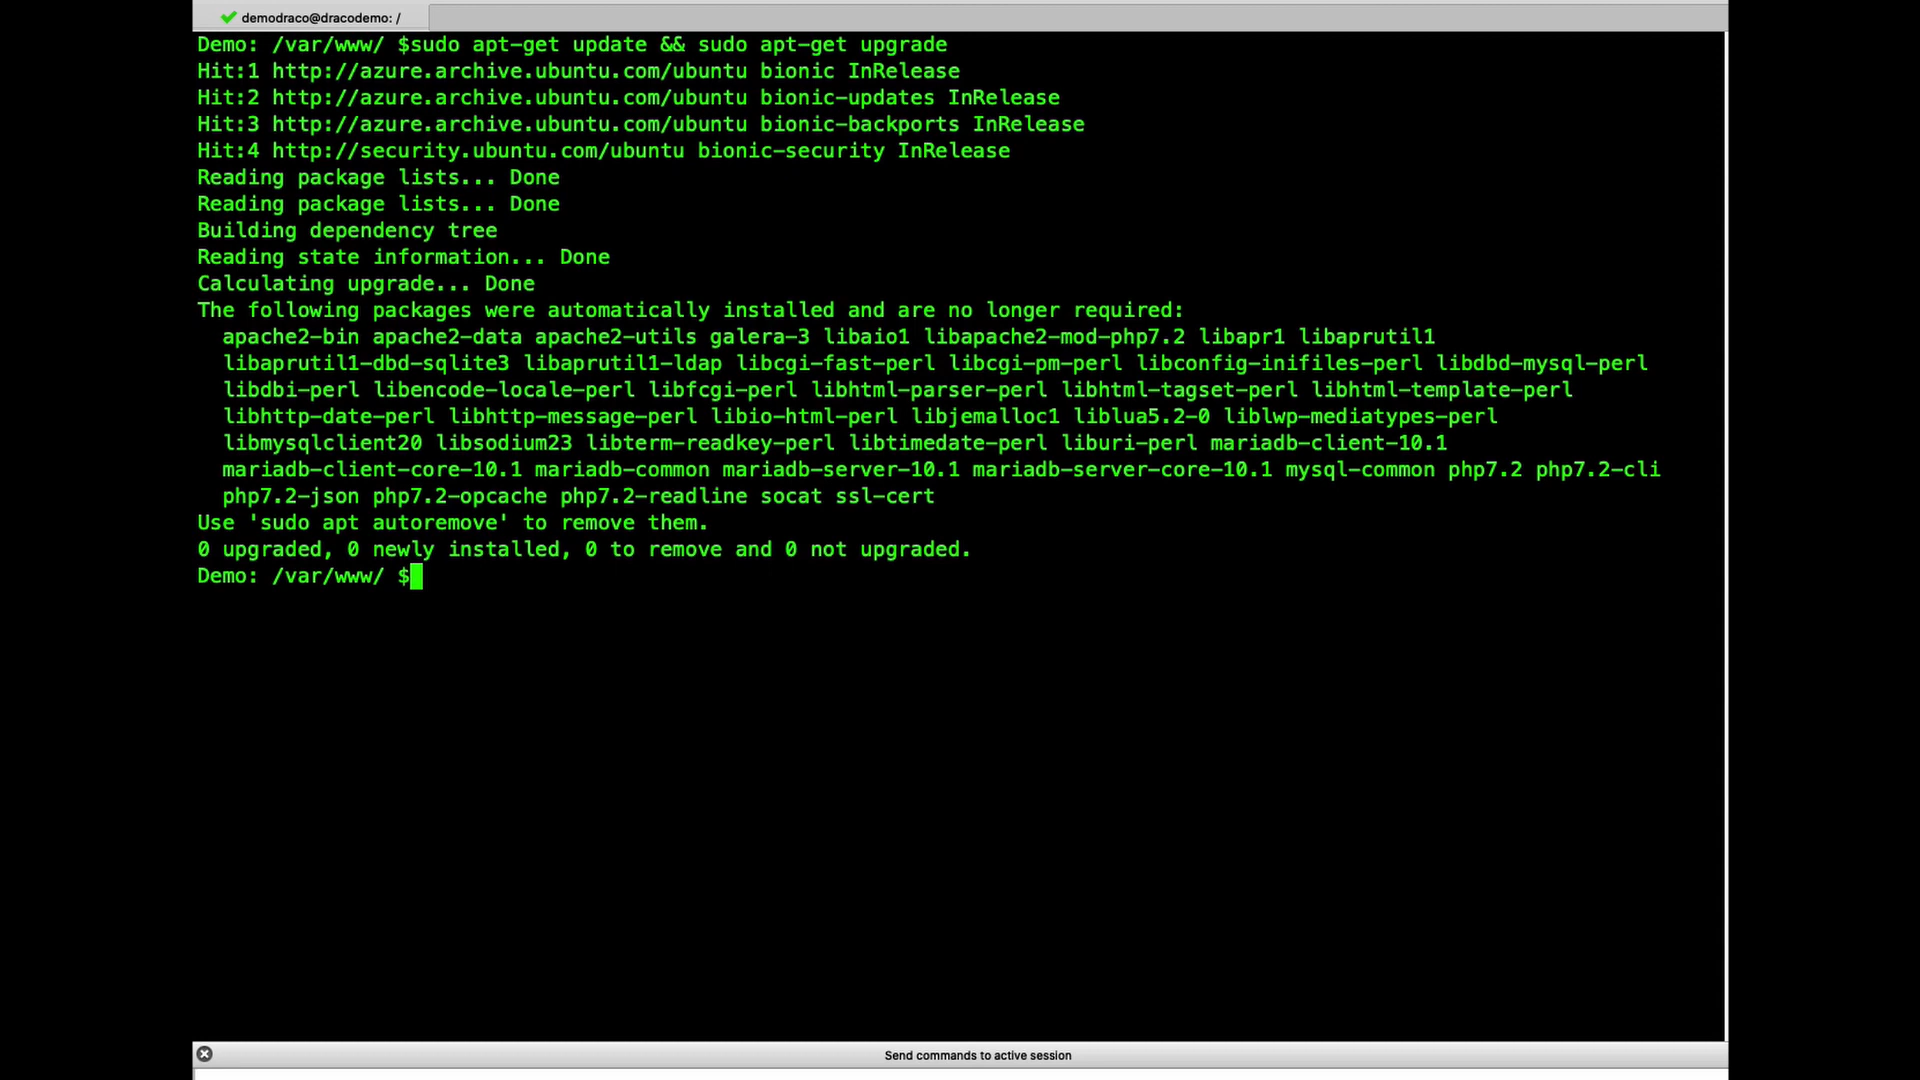 demodraco@dracodemo: /
Demo: /var/www/ $sudo apt-get update && sudo apt-get upgrade
Hit:1 http://azure.archive.ubuntu.com/ubuntu bionic InRelease
Hit:2 http://azure.archive.ubuntu.com/ubuntu bionic-updates InRelease
Hit:3 http://azure.archive.ubuntu.com/ubuntu bionic-backports InRelease
Hit:4 http://security.ubuntu.com/ubuntu bionic-security InRelease
Reading package lists... Done
Reading package lists... Done
Building dependency tree
Reading state information... Done
Calculating upgrade... Done
The following packages were automatically installed and are no longer required:
  apache2-bin apache2-data apache2-utils galera-3 libaio1 libapache2-mod-php7.2 libapr1 libaprutil1
  libaprutil1-dbd-sqlite3 libaprutil1-ldap libcgi-fast-perl libcgi-pm-perl libconfig-inifiles-perl libdbd-mysql-perl
  libdbi-perl libencode-locale-perl libfcgi-perl libhtml-parser-perl libhtml-tagset-perl libhtml-template-perl
  libhttp-date-perl libhttp-message-perl libio-html-perl libjemalloc1 liblua5.2-0 liblwp-mediatypes-perl
  libmysqlclient20 libsodium23 libterm-readkey-perl libtimedate-perl liburi-perl mariadb-client-10.1
  mariadb-client-core-10.1 mariadb-common mariadb-server-10.1 mariadb-server-core-10.1 mysql-common php7.2 php7.2-cli
  php7.2-json php7.2-opcache php7.2-readline socat ssl-cert
Use 'sudo apt autoremove' to remove them.
0 upgraded, 0 newly installed, 0 to remove and 0 not upgraded.
Demo: /var/www/ $
Send commands to active session